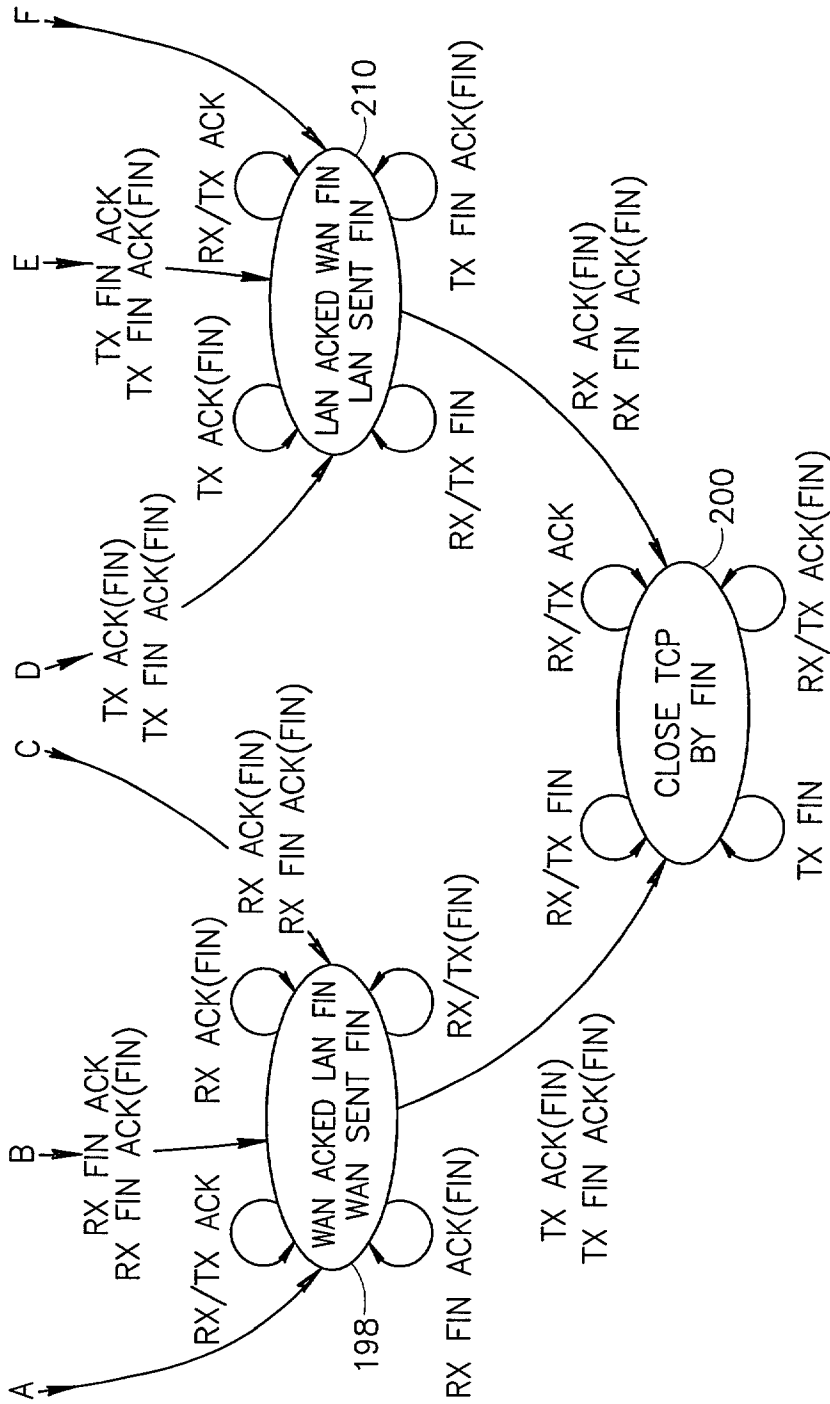 A
B
C
D
E
F
RX FIN ACK
RX FIN ACK(FIN)
TX ACK(FIN)
TX FIN ACK(FIN)
TX FIN ACK
TX FIN ACK(FIN)
RX/TX ACK
RX ACK(FIN)
RX ACK(FIN)
RX FIN ACK(FIN)
TX ACK(FIN)
RX/TX ACK
WAN ACKED LAN FIN
WAN SENT FIN
198
LAN ACKED WAN FIN
LAN SENT FIN
210
RX FIN ACK(FIN)
RX/TX(FIN)
RX/TX FIN
TX FIN ACK(FIN)
TX ACK(FIN)
TX FIN ACK(FIN)
RX ACK(FIN)
RX FIN ACK(FIN)
RX/TX FIN
RX/TX ACK
CLOSE TCP
BY FIN
200
TX FIN
RX/TX ACK(FIN)